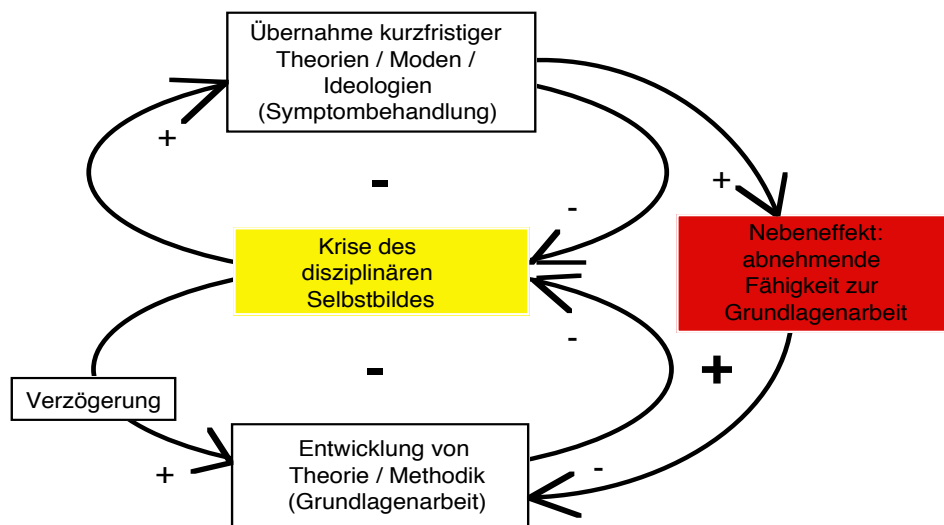 Übernahme kurzfristiger
Theorien / Moden /
Ideologien
(Symptombehandlung)
+
-
+
-
Krise des
disziplinären
Selbstbildes
Nebeneffekt:
abnehmende
Fähigkeit zur
Grundlagenarbeit
-
-
+
Verzögerung
+
Entwicklung von
Theorie / Methodik
(Grundlagenarbeit)
-